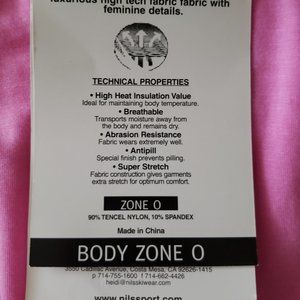 luxurious high tech fabric fabric with
feminine details.
TECHNICAL PROPERTIES
• High Heat Insulation Value
Ideal for maintaining body temperature.
• Breathable
Transports moisture away from
the body and remains dry.
• Abrasion Resistance
Fabric wears extremely well.
• Antipill
Special finish prevents pilling.
• Super Stretch
Fabric construction gives garments
extra stretch for optimum comfort.
ZONE O
90% TENCEL NYLON, 10% SPANDEX
Made in China
BODY ZONE O
3550 Cadillac Avenue, Costa Mesa, CA 92626-1415
p 714-755-1600 f 714-662-4426
heidi@nilsskiwear.com
www.nilssport.com